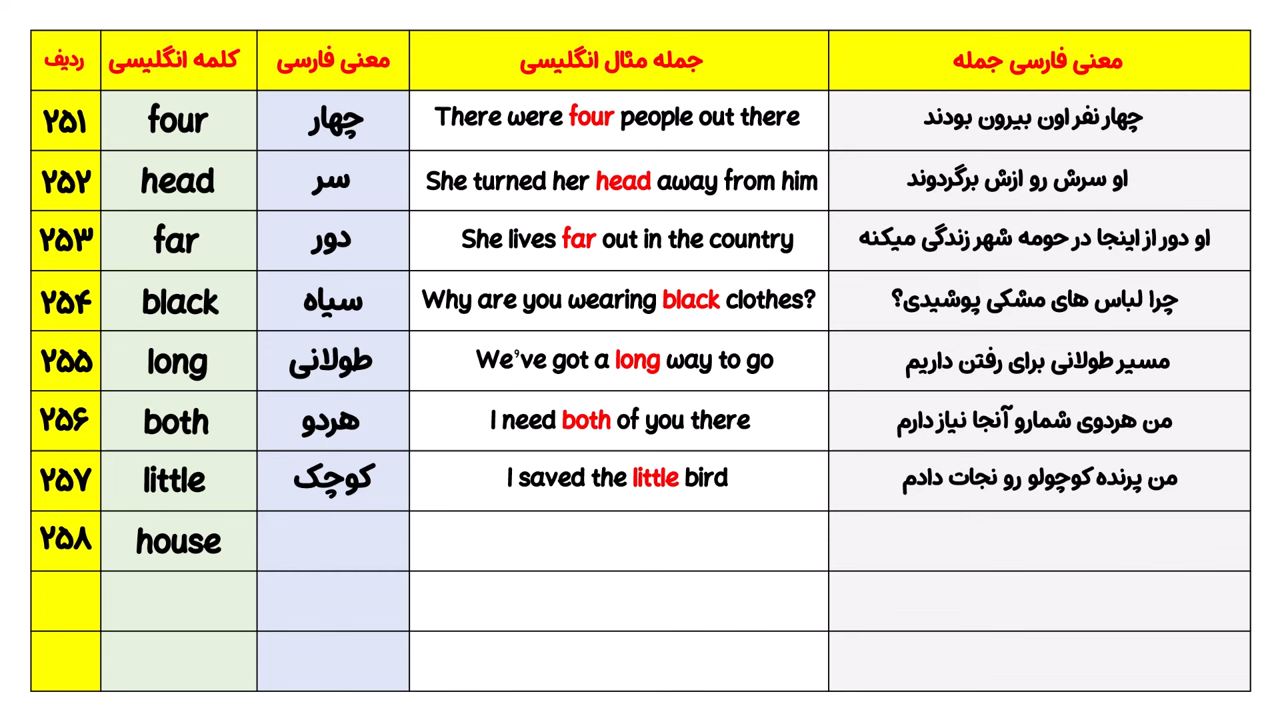 ردیف کلمه انگلیسی معنی فارسی جمله مثال انگلیسی معنی فارسی جمله
۲۵۱ four چهار There were four people out there چهار نفر اون بیرون بودند
۲۵۲ head سر She turned her head away from him او سرش رو ازش برگردوند
۲۵۳ far دور She lives far out in the country او دور از اینجا در حومه شهر زندگی میکنه
۲۵۴ black سیاه Why are you wearing black clothes? چرا لباس های مشکی پوشیدی؟
۲۵۵ long طولانی We've got a long way to go مسیر طولانی برای رفتن داریم
۲۵۶ both هردو I need both of you there من هردوی شمارو آنجا نیاز دارم
۲۵۷ little کوچک I saved the little bird من پرنده کوچولو رو نجات دادم
۲۵۸ house